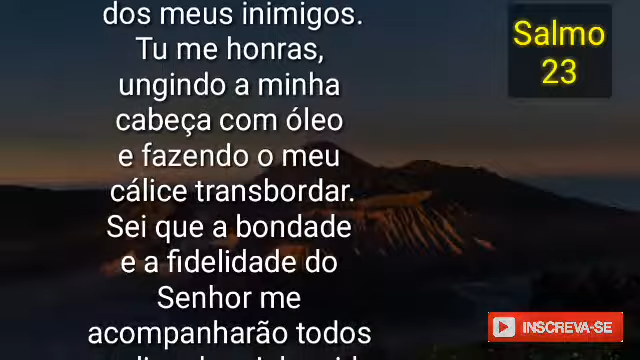 dos meus inimigos.
Tu me honras,
ungindo a minha
cabeça com óleo
e fazendo o meu
cálice transbordar.
Sei que a bondade
e a fidelidade do
Senhor me
acompanharão todos
Salmo
23
INSCREVA-SE